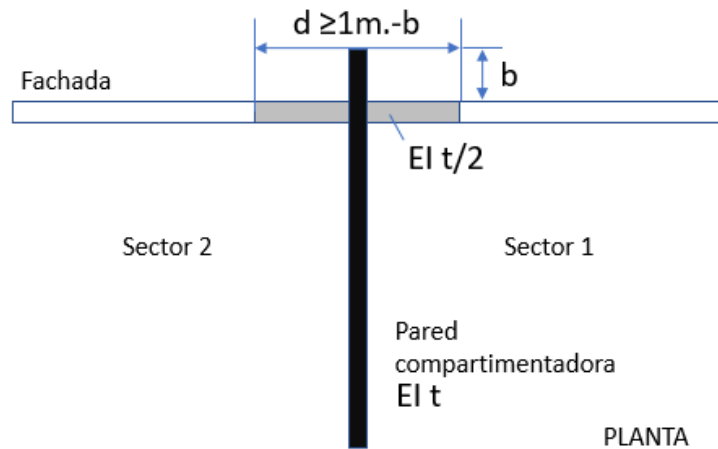 d ≥1m.-b
Fachada
b
EI t/2
Sector 2
Sector 1
Pared
compartimentadora
EI t
PLANTA